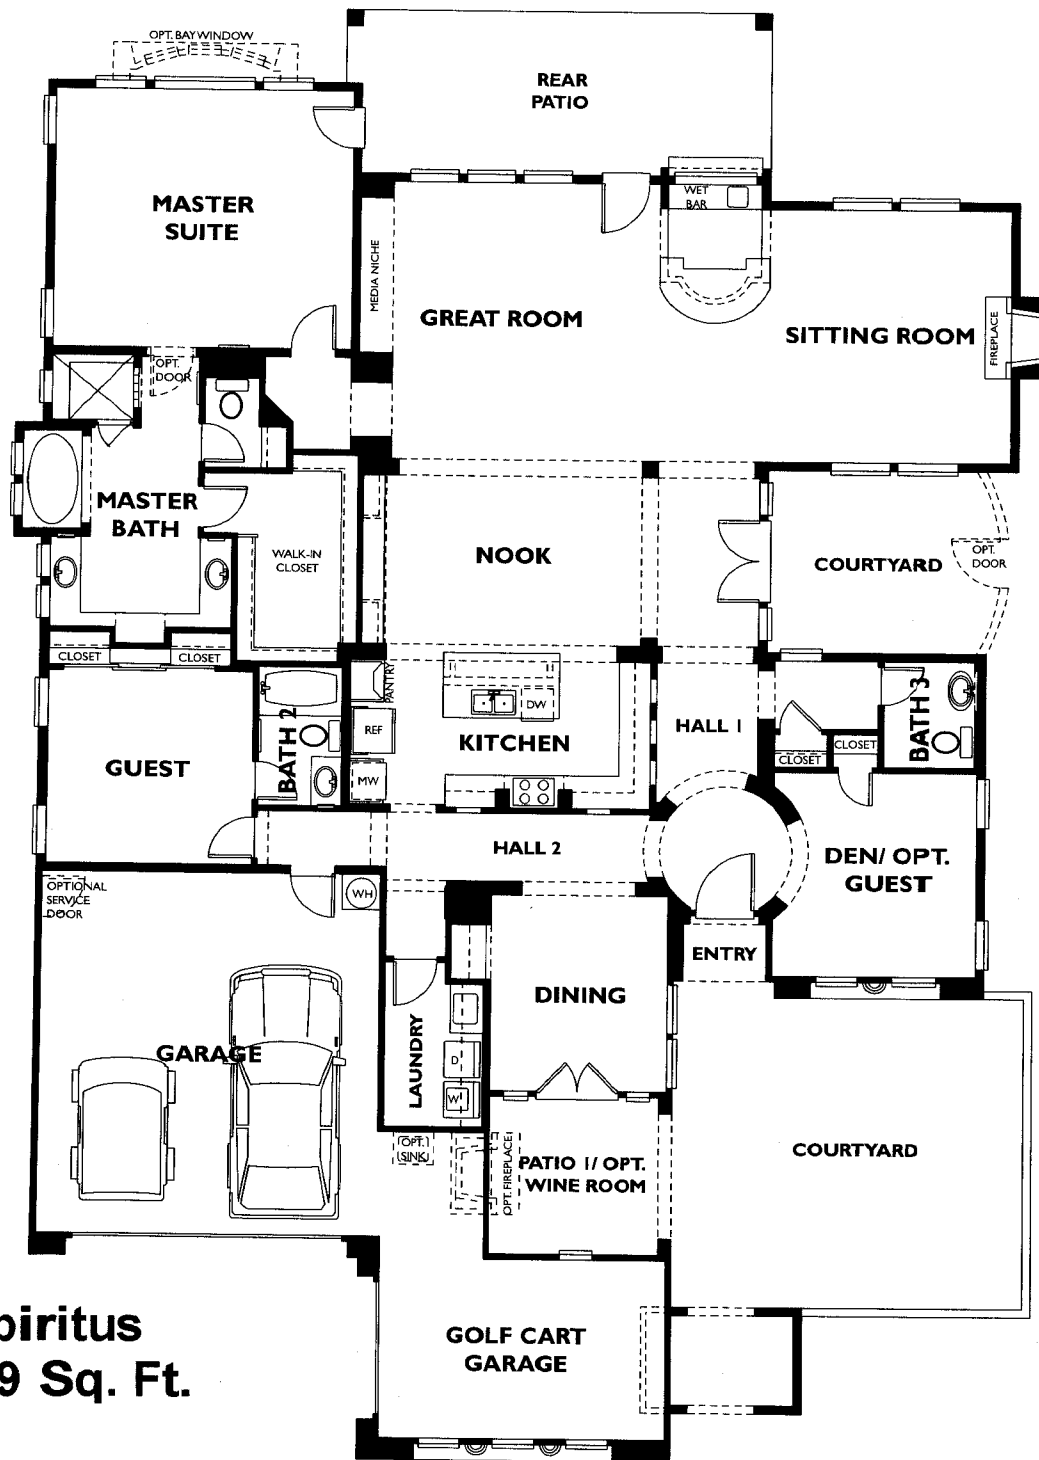 OPT. BAY WINDOW
REAR
PATIO
MASTER
SUITE
WET
BAR
MEDIA NICHE
GREAT ROOM
SITTING ROOM
FIREPLACE
OPT.
DOOR
MASTER
BATH
WALK-IN
CLOSET
NOOK
COURTYARD
OPT.
DOOR
CLOSET
CLOSET
PANTRY
DW
REF
MW
KITCHEN
BATH 2
GUEST
HALL 1
CLOSET
CLOSET
BATH 3
HALL 2
DEN/ OPT.
GUEST
OPTIONAL
SERVICE
DOOR
WH
ENTRY
DINING
GARAGE
LAUNDRY
D
W
OPT.
SINK
OPT. FIREPLACE
PATIO 1/ OPT.
WINE ROOM
COURTYARD
GOLF CART
GARAGE
piritus
9 Sq. Ft.